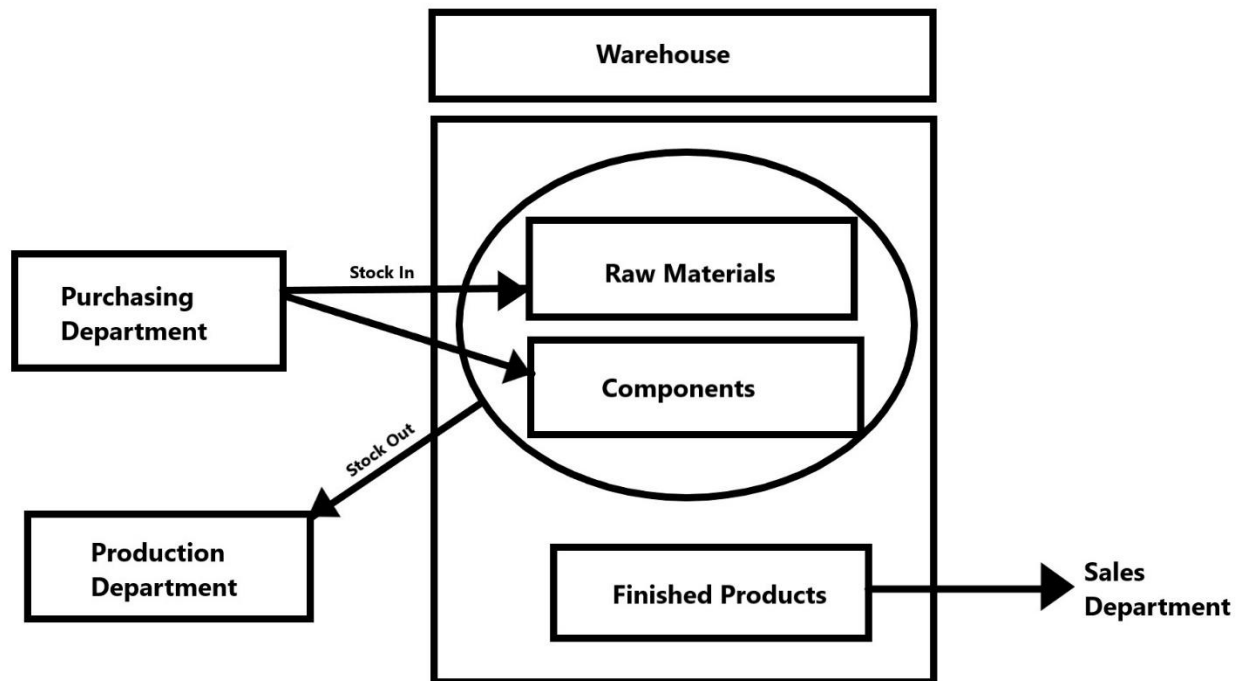 Warehouse
Raw Materials
Stock In
Purchasing
Department
Components
Stock Out
Production
Department
Finished Products
Sales
Department